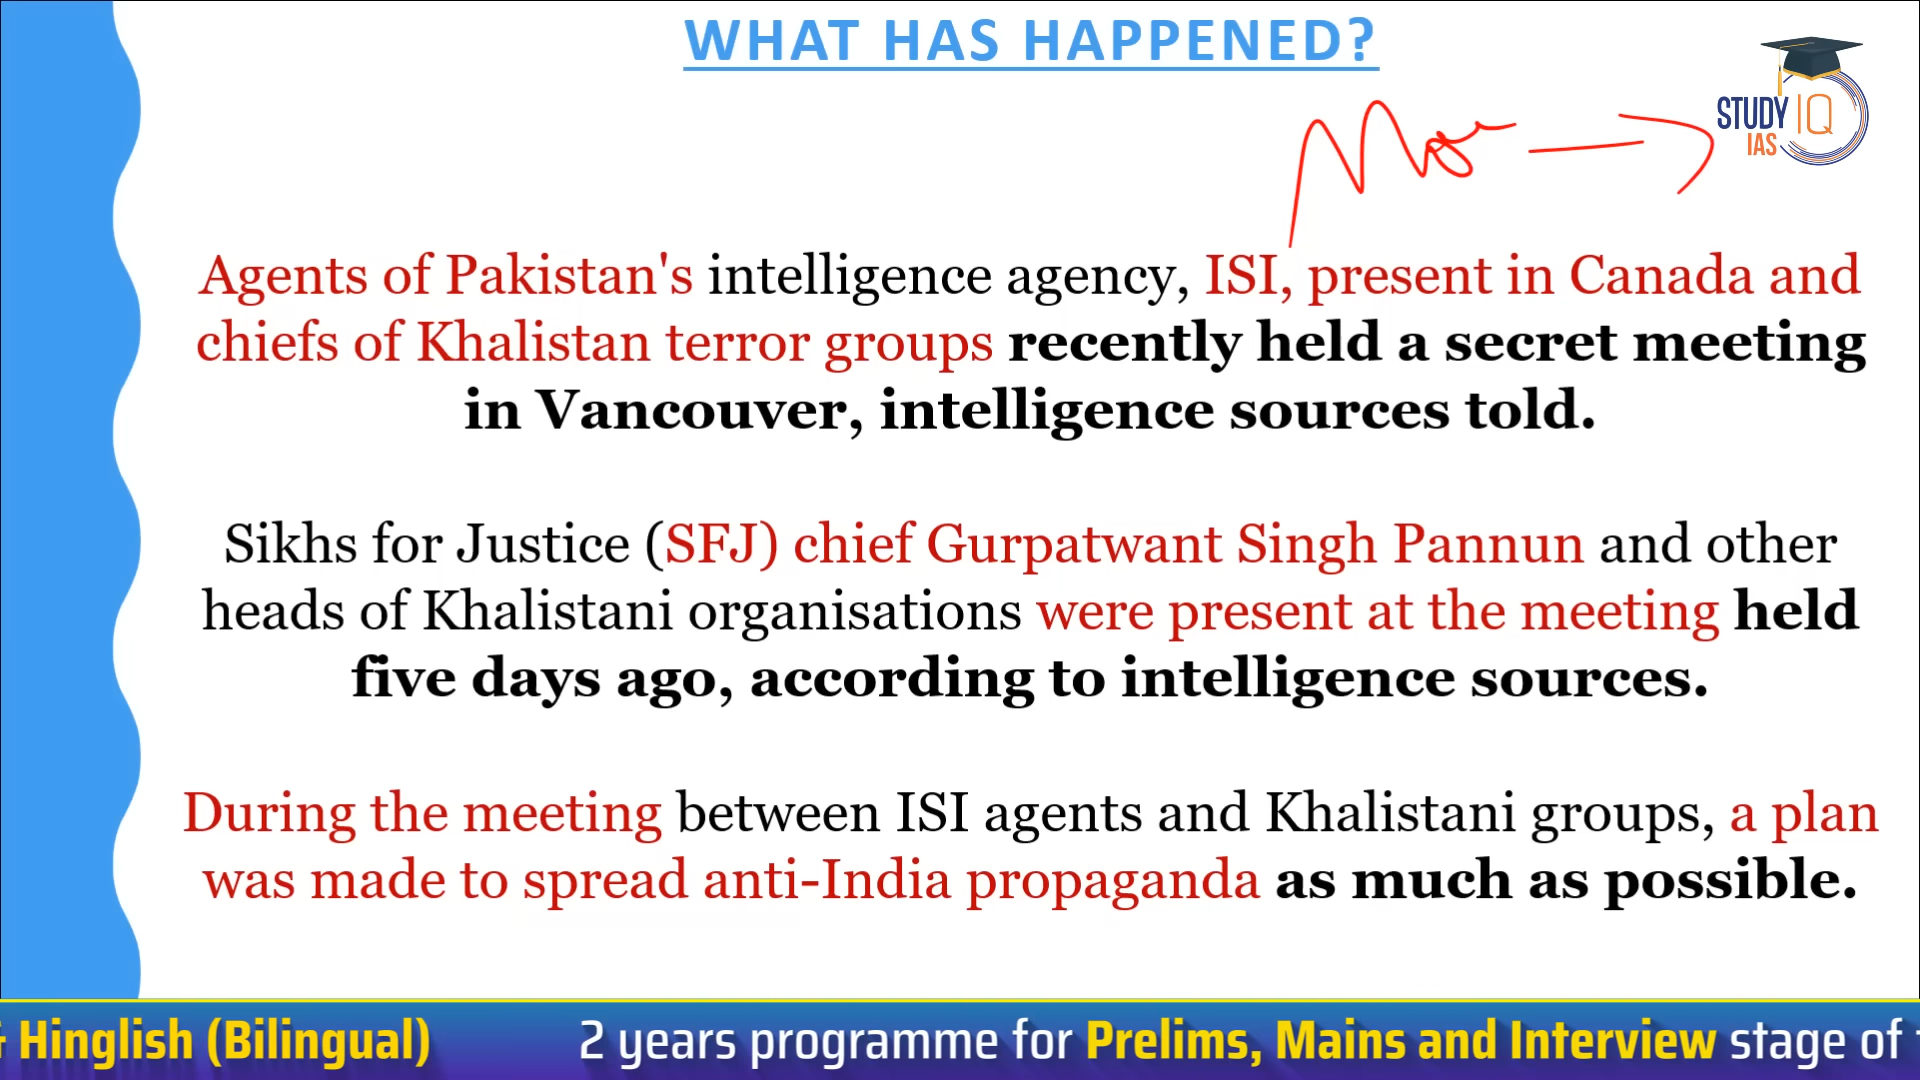 WHAT HAS HAPPENED?
STUDY IQ
IAS
Agents of Pakistan's intelligence agency, ISI, present in Canada and
chiefs of Khalistan terror groups recently held a secret meeting
in Vancouver, intelligence sources told.
Sikhs for Justice (SFJ) chief Gurpatwant Singh Pannun and other
heads of Khalistani organisations were present at the meeting held
five days ago, according to intelligence sources.
During the meeting between ISI agents and Khalistani groups, a plan
was made to spread anti-India propaganda as much as possible.
Hinglish (Bilingual) 2 years programme for Prelims, Mains and Interview stage of